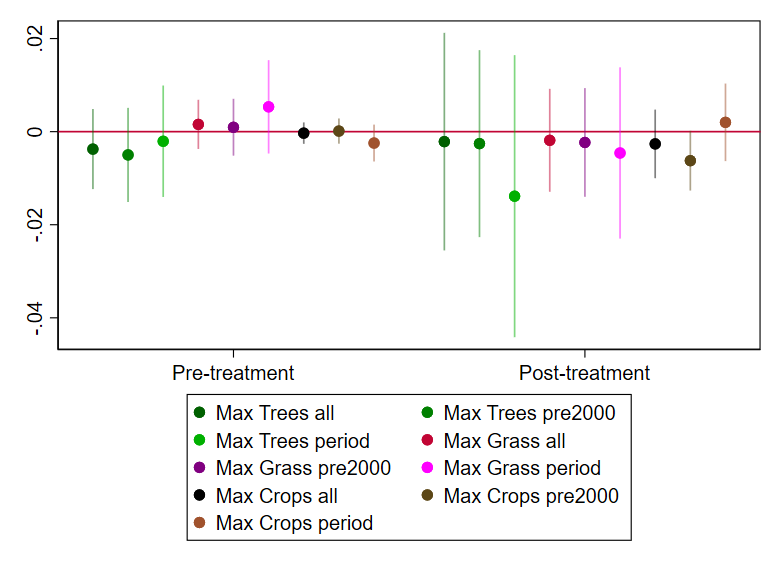 .02
0
-.02
-.04
Pre-treatment Post-treatment
Max Trees all Max Trees pre2000
Max Trees period Max Grass all
Max Grass pre2000 Max Grass period
Max Crops all Max Crops pre2000
Max Crops period